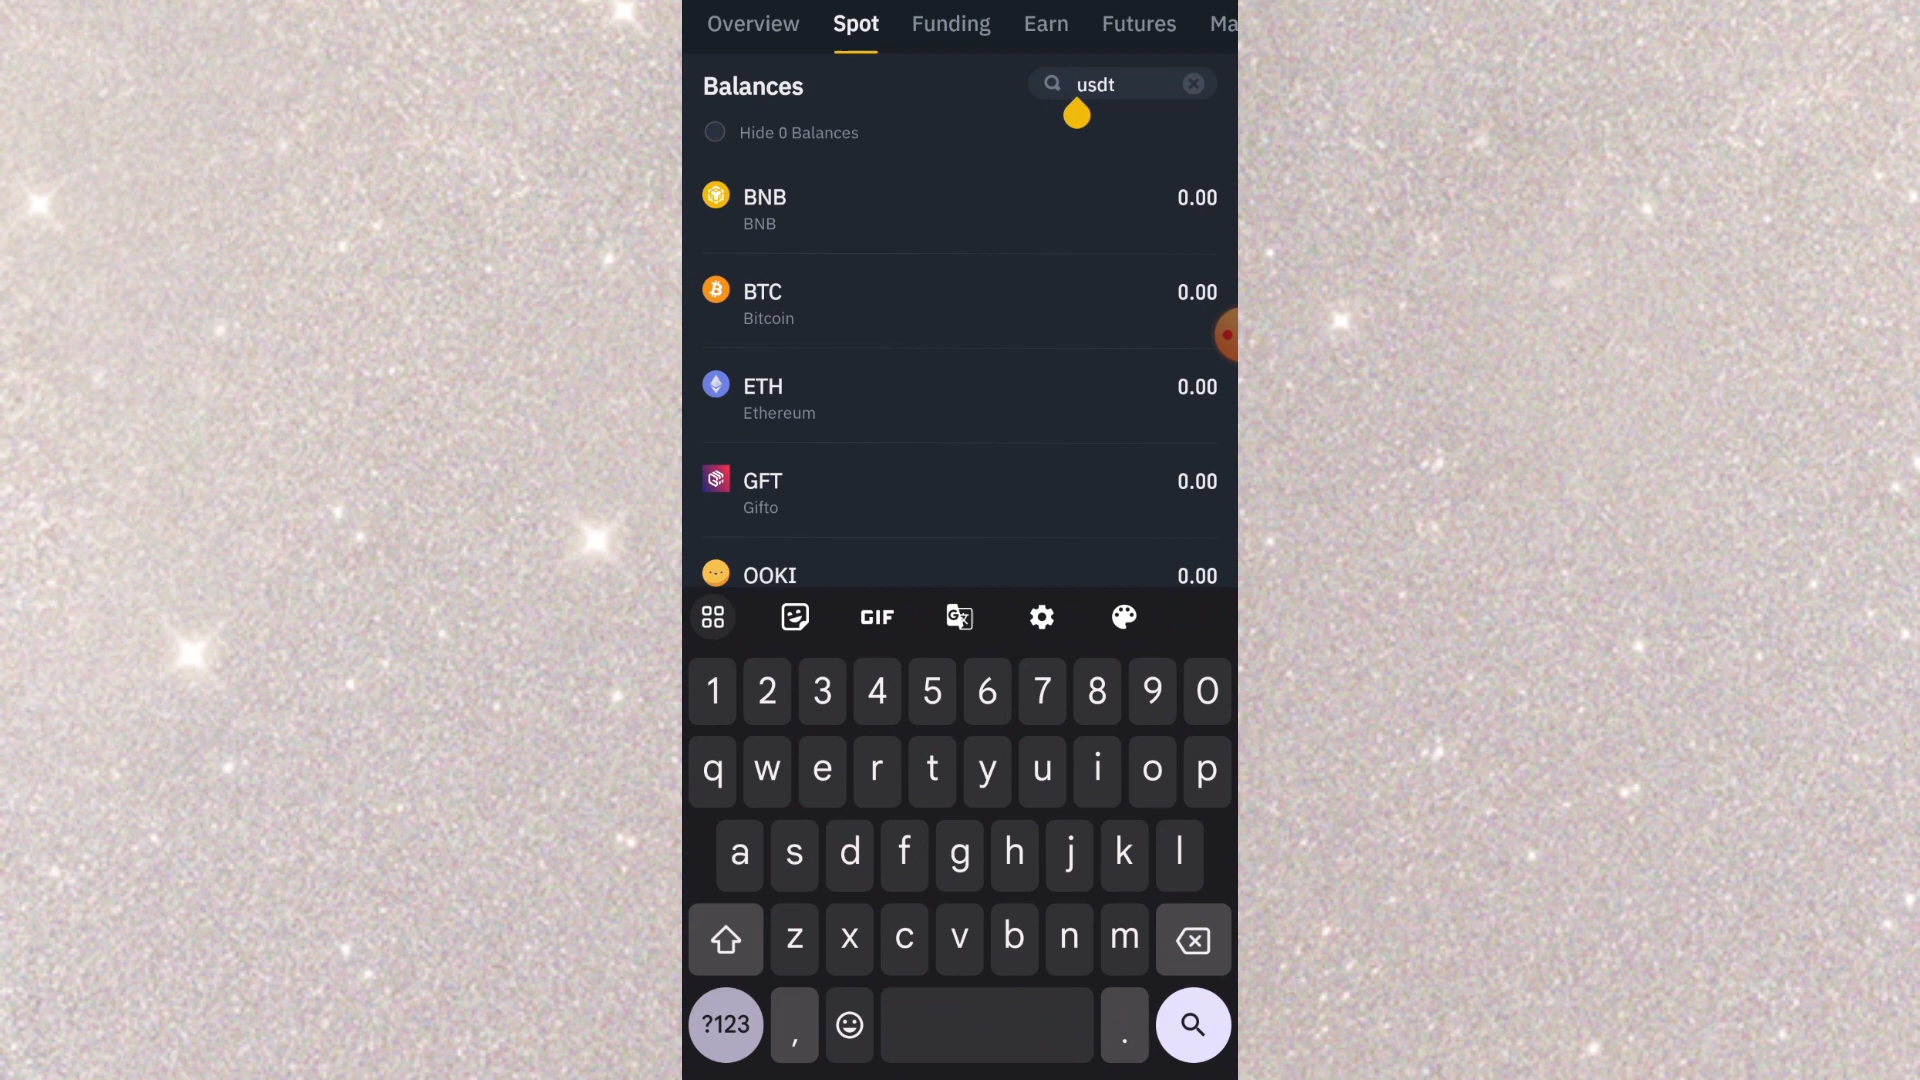 Overview Spot Funding Earn Futures Ma
Balances
usdt
Hide 0 Balances
BNB 0.00
BNB
BTC 0.00
Bitcoin
ETH 0.00
Ethereum
GFT 0.00
Gifto
OOKI 0.00
GIF
1 2 3 4 5 6 7 8 9 0
q w e r t y u i o p
a s d f g h j k l
z x c v b n m
?123 , .